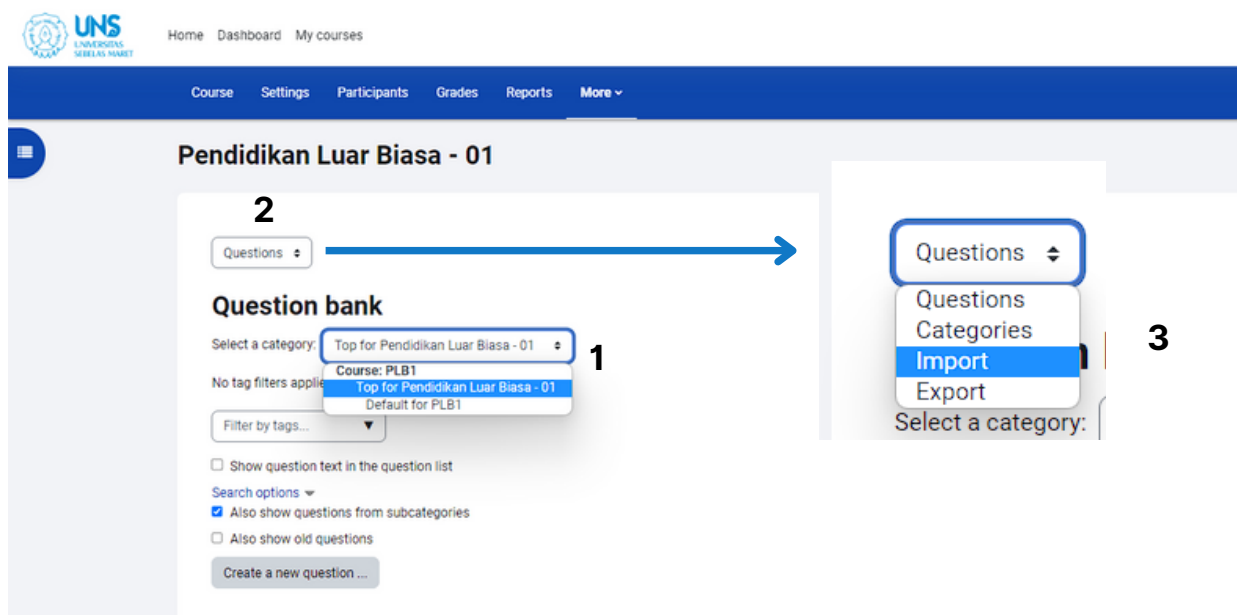 UNS
UNIVERSITAS
SEBELAS MARET
Home Dashboard My courses
Course Settings Participants Grades Reports More
Pendidikan Luar Biasa - 01
2
Questions
Question bank
Select a category: Top for Pendidikan Luar Biasa - 01
1
Course: PLB1
Top for Pendidikan Luar Biasa - 01
Default for PLB1
No tag filters applie
Filter by tags...
Show question text in the question list
Search options
Also show questions from subcategories
Also show old questions
Create a new question ...
Questions
Questions
Categories
Import
Export
3
Select a category: